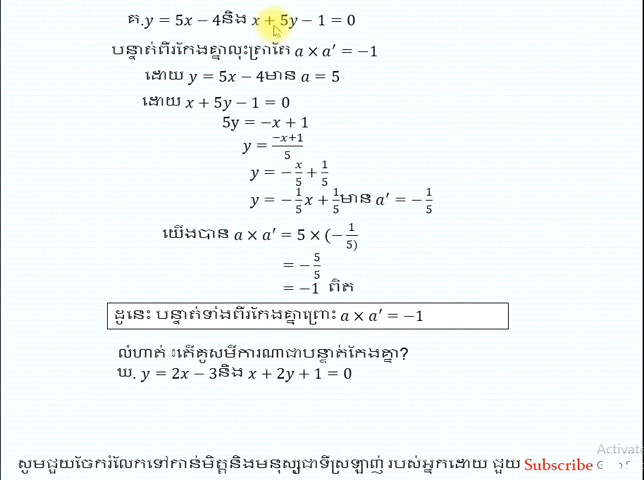 គ. y = 5x − 4 និង x + 5y − 1 = 0
បន្ទាត់ពីរកែងគ្នាលុះត្រាតែ a × a′ = −1
ដោយ y = 5x − 4 មាន a = 5
ដោយ x + 5y − 1 = 0
5y = −x + 1
y = (−x+1)/5
y = −x/5 + 1/5
y = −1/5 x + 1/5 មាន a′ = −1/5
យើងបាន a × a′ = 5 × (−1/5)
= −5/5
= −1 ពិត
ដូនេះ បន្ទាត់ទាំងពីរកែងគ្នាព្រោះ a × a′ = −1
លំហាត់ ៖តើគូសមីការណាជាបន្ទាត់កែងគ្នា?
ឃ. y = 2x − 3 និង x + 2y + 1 = 0
Activate
សូមជួយចែករំលែកទៅកាន់មិត្តនិងមនុស្សជាទីស្រឡាញ់ របស់អ្នកដោយ ជួយ Subscribe